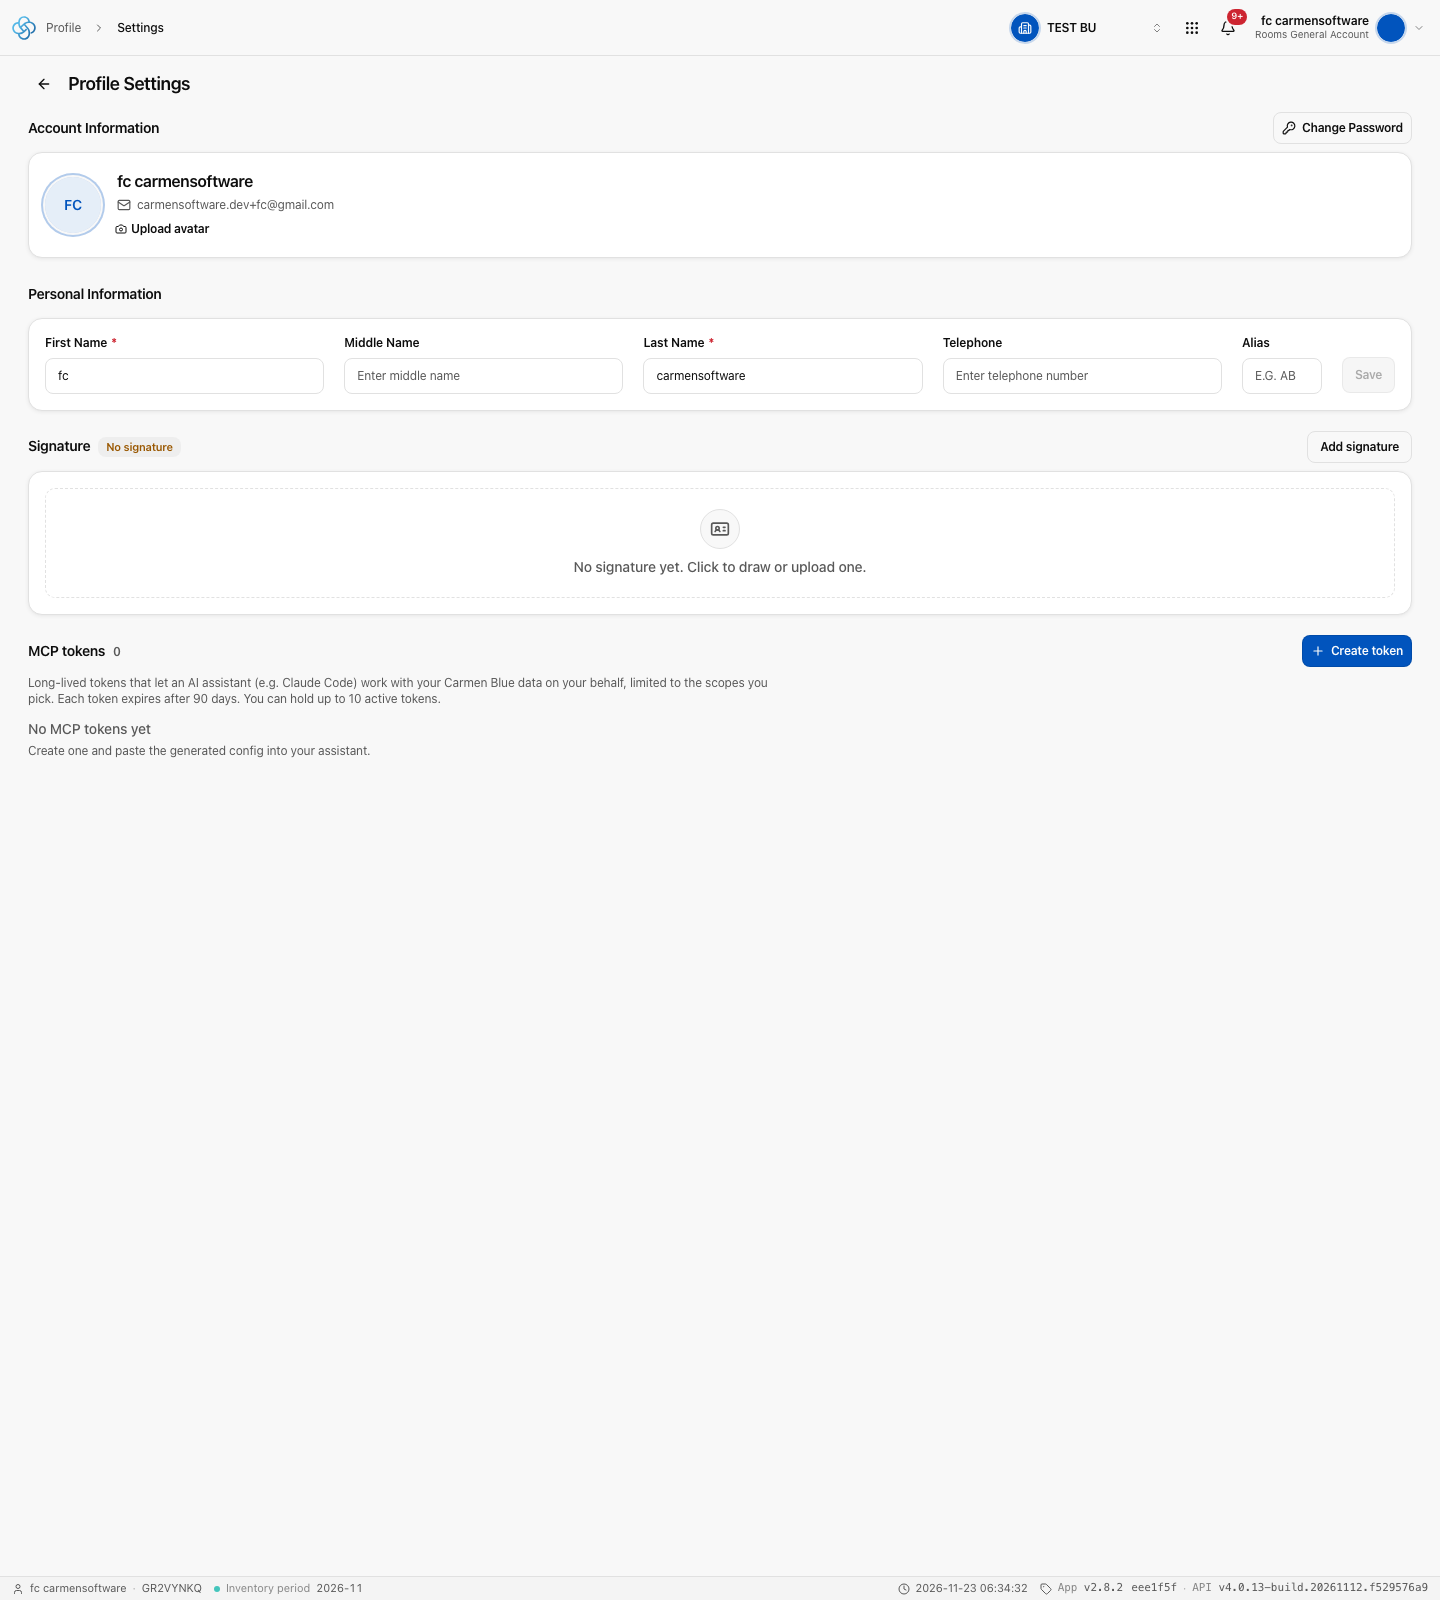 Profile
Settings
TEST BU
9+
fc carmensoftware
Rooms General Account
Profile Settings
Account Information
Change Password
FC
fc carmensoftware
carmensoftware.dev+fc@gmail.com
Upload avatar
Personal Information
First Name *
Middle Name
Last Name *
Telephone
Alias
fc
Enter middle name
carmensoftware
Enter telephone number
E.G. AB
Save
Signature
No signature
Add signature
No signature yet. Click to draw or upload one.
MCP tokens 0
Create token
Long-lived tokens that let an AI assistant (e.g. Claude Code) work with your Carmen Blue data on your behalf, limited to the scopes you
pick. Each token expires after 90 days. You can hold up to 10 active tokens.
No MCP tokens yet
Create one and paste the generated config into your assistant.
fc carmensoftware · GR2VYNKQ
Inventory period 2026-11
2026-11-23 06:34:32
App v2.8.2 eee1f5f · API v4.0.13-build.20261112.f529576a9